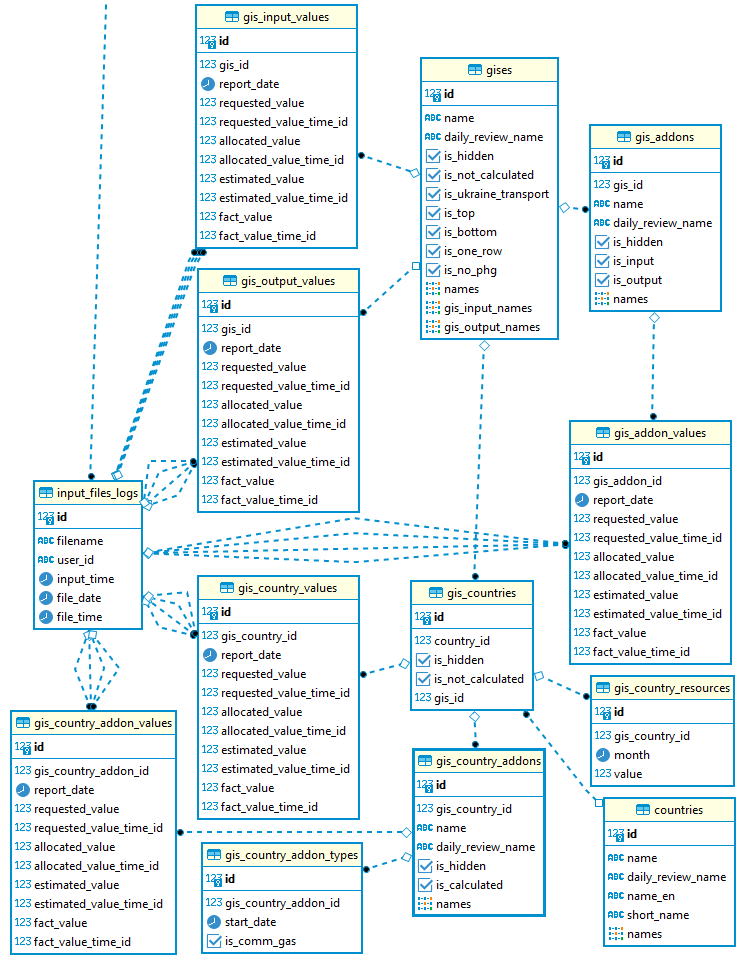 gis_input_values
123 id
123 gis_id
report_date
123 requested_value
123 requested_value_time_id
123 allocated_value
123 allocated_value_time_id
123 estimated_value
123 estimated_value_time_id
123 fact_value
123 fact_value_time_id
gises
123 id
ABC name
ABC daily_review_name
is_hidden
is_not_calculated
is_ukraine_transport
is_top
is_bottom
is_one_row
is_no_phg
names
gis_input_names
gis_output_names
gis_addons
123 id
123 gis_id
ABC name
ABC daily_review_name
is_hidden
is_input
is_output
names
gis_output_values
123 id
123 gis_id
report_date
123 requested_value
123 requested_value_time_id
123 allocated_value
123 allocated_value_time_id
123 estimated_value
123 estimated_value_time_id
123 fact_value
123 fact_value_time_id
gis_addon_values
123 id
123 gis_addon_id
report_date
123 requested_value
123 requested_value_time_id
123 allocated_value
123 allocated_value_time_id
123 estimated_value
123 estimated_value_time_id
123 fact_value
123 fact_value_time_id
input_files_logs
123 id
ABC filename
ABC user_id
input_time
file_date
file_time
gis_country_values
123 id
123 gis_country_id
report_date
123 requested_value
123 requested_value_time_id
123 allocated_value
123 allocated_value_time_id
123 estimated_value
123 estimated_value_time_id
123 fact_value
123 fact_value_time_id
gis_countries
123 id
123 country_id
is_hidden
is_not_calculated
123 gis_id
gis_country_resources
123 id
123 gis_country_id
month
123 value
gis_country_addon_values
123 id
123 gis_country_addon_id
report_date
123 requested_value
123 requested_value_time_id
123 allocated_value
123 allocated_value_time_id
123 estimated_value
123 estimated_value_time_id
123 fact_value
123 fact_value_time_id
gis_country_addons
123 id
123 gis_country_id
ABC name
ABC daily_review_name
is_hidden
is_calculated
names
countries
123 id
ABC name
ABC daily_review_name
ABC name_en
ABC short_name
names
gis_country_addon_types
123 id
123 gis_country_addon_id
start_date
is_comm_gas